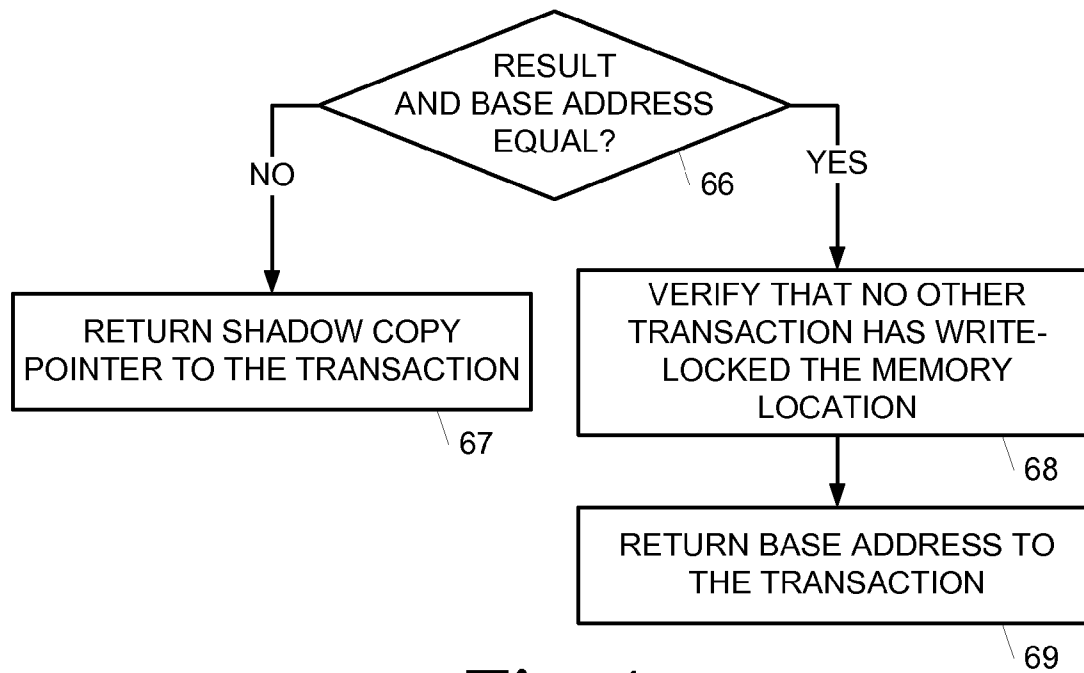 RESULT
AND BASE ADDRESS
EQUAL?
66
NO
YES
RETURN SHADOW COPY
POINTER TO THE TRANSACTION
67
VERIFY THAT NO OTHER
TRANSACTION HAS WRITE-
LOCKED THE MEMORY
LOCATION
68
RETURN BASE ADDRESS TO
THE TRANSACTION
69